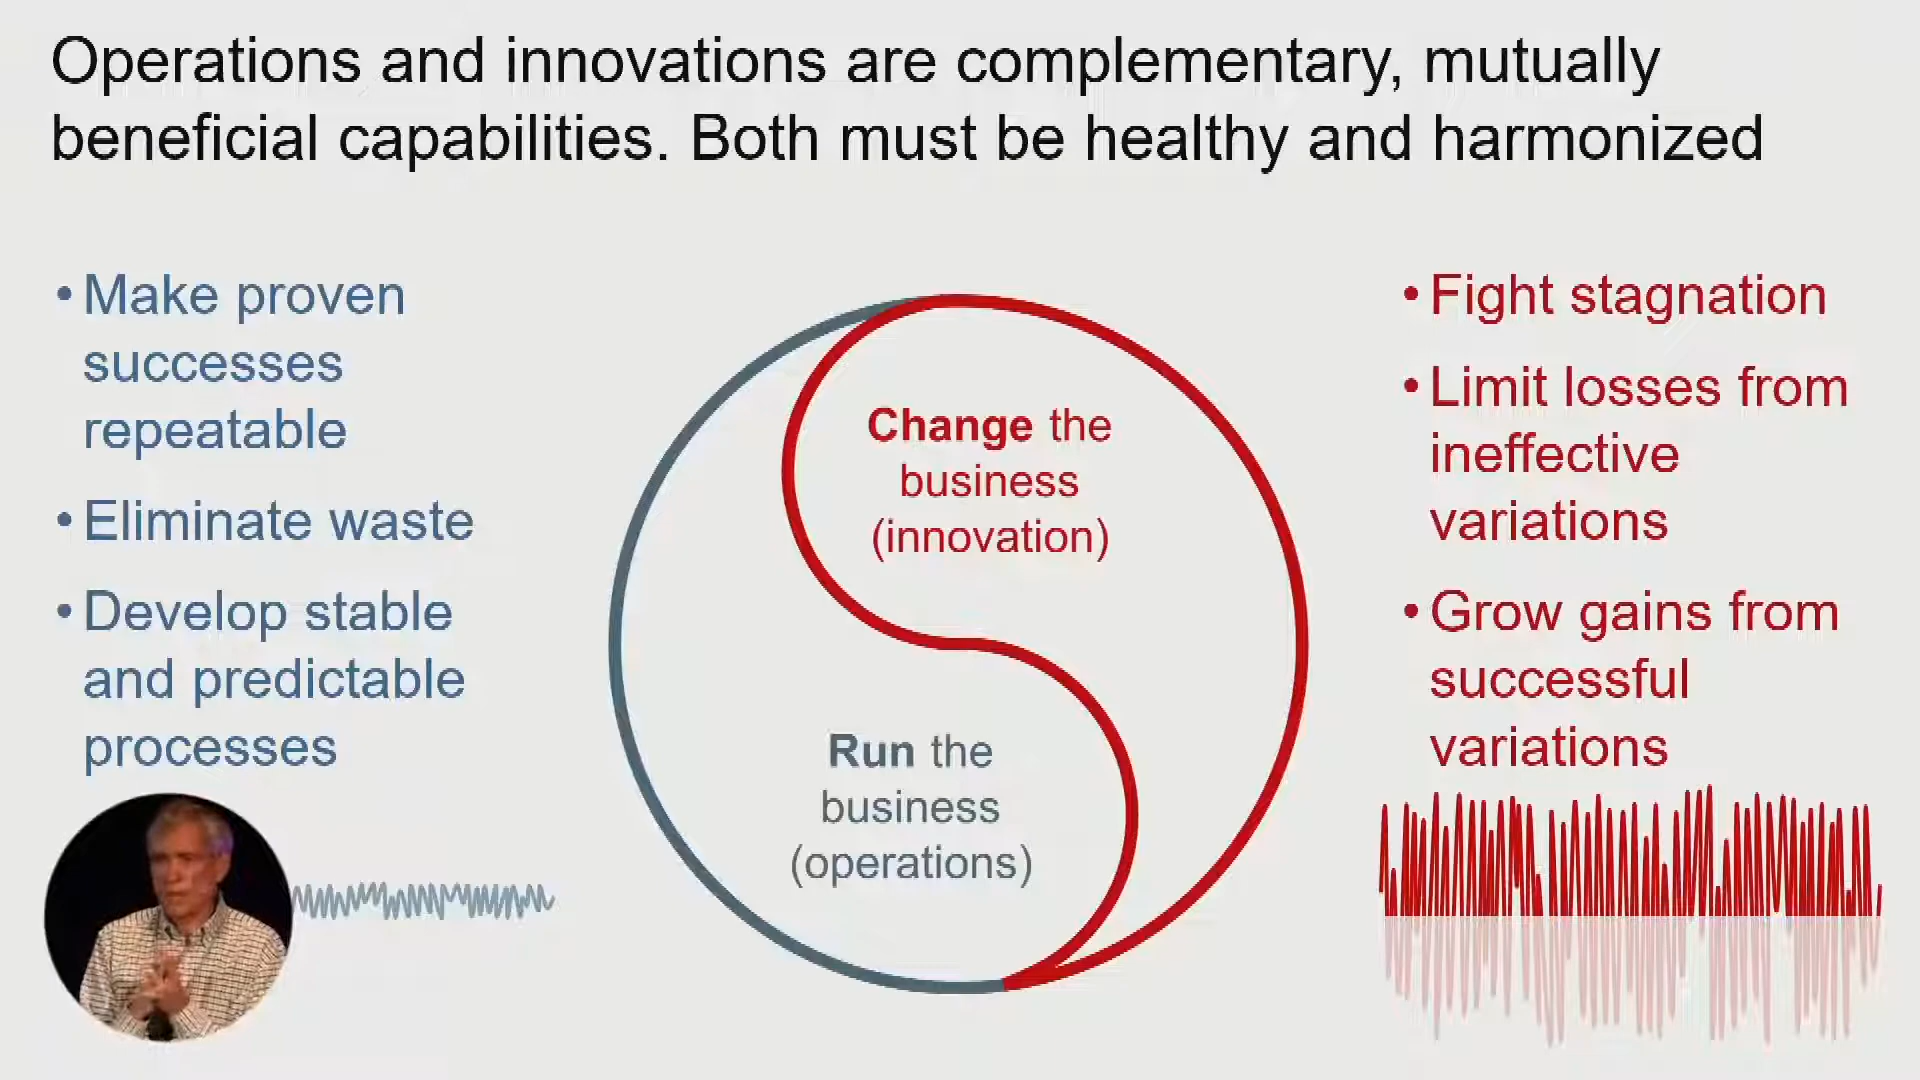 Operations and innovations are complementary, mutually
beneficial capabilities. Both must be healthy and harmonized
• Make proven
successes
repeatable
• Eliminate waste
• Develop stable
and predictable
processes
Change the
business
(innovation)
Run the
business
(operations)
• Fight stagnation
• Limit losses from
ineffective
variations
• Grow gains from
successful
variations